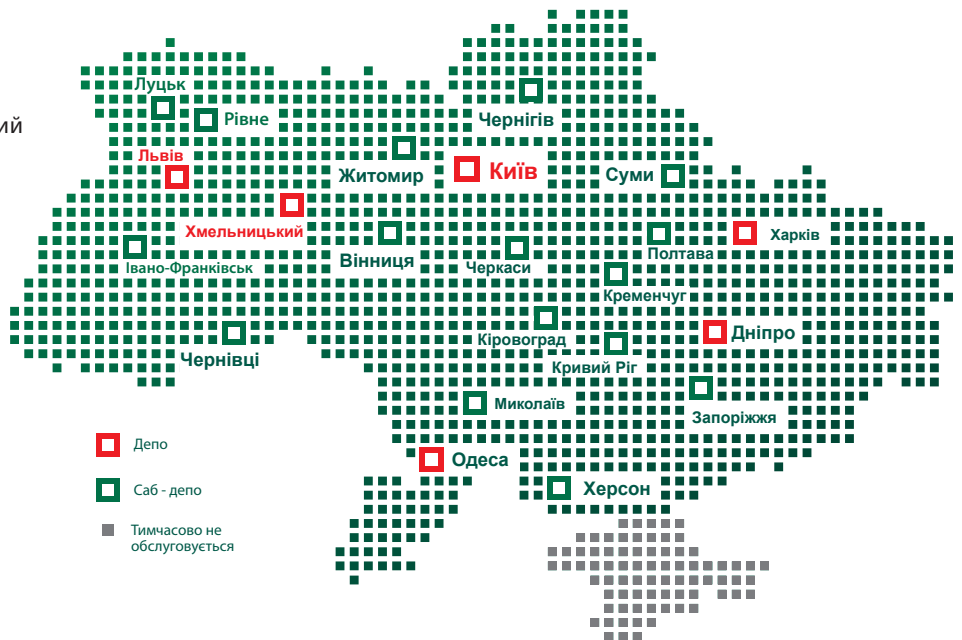 Луцьк
Рівне
Чернігів
ий
Львів
Житомир
Київ
Суми
Хмельницький
Вінниця
Черкаси
Полтава
Харків
Івано-Франківськ
Кременчуг
Кіровоград
Дніпро
Чернівці
Кривий Ріг
Миколаїв
Запоріжжя
Одеса
Херсон
Депо
Саб - депо
Тимчасово не
обслуговується